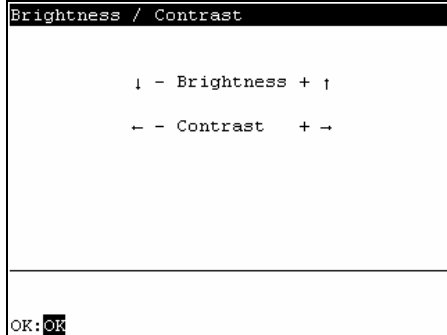 Brightness / Contrast
↓ - Brightness + ↑
← - Contrast + →
OK:OK